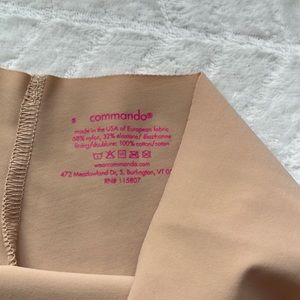 s commando®
made in the USA of European fabric
68% nylon, 32% elastane/ élasthanne
lining/doublure: 100% cotton/coton
wearcommando.com
472 Meadowland Dr, S. Burlington, VT 05
RN# 115807